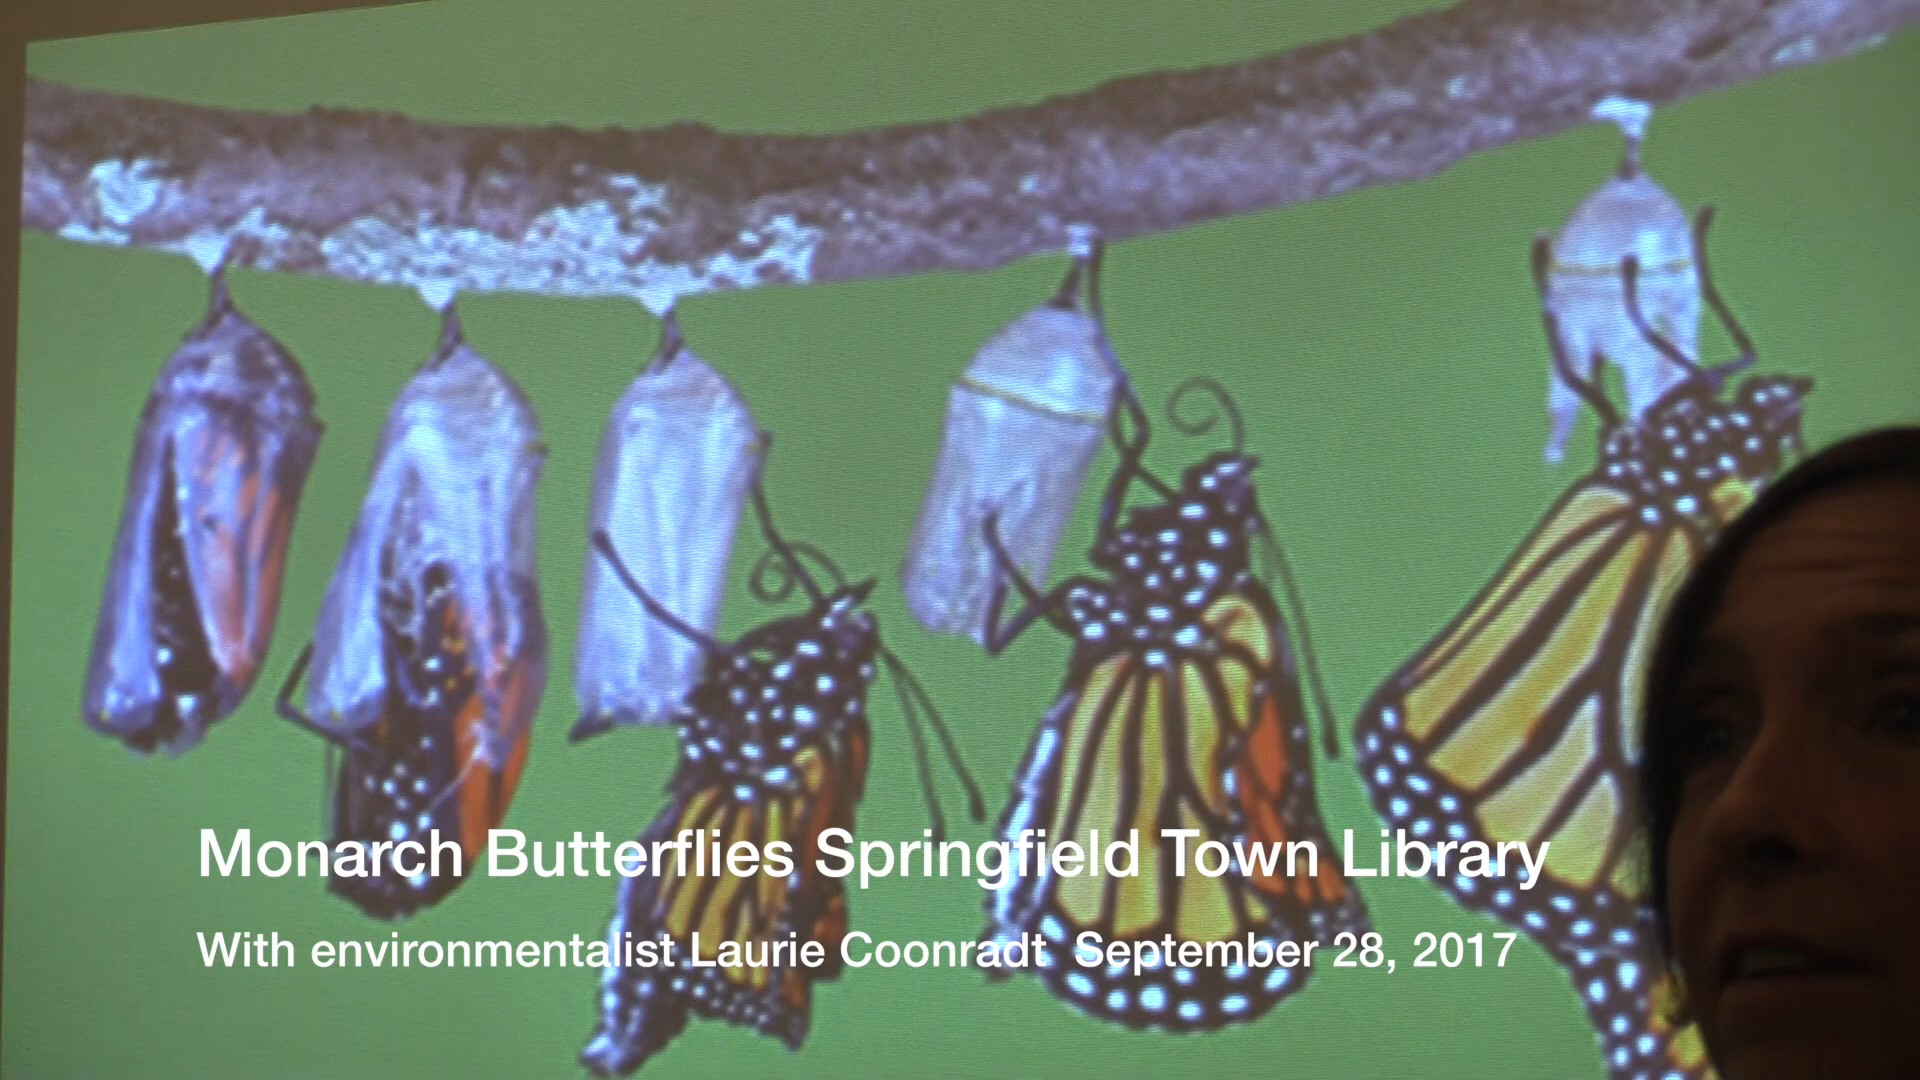 Monarch Butterflies Springfield Town Library
With environmentalist Laurie Coonradt  September 28, 2017